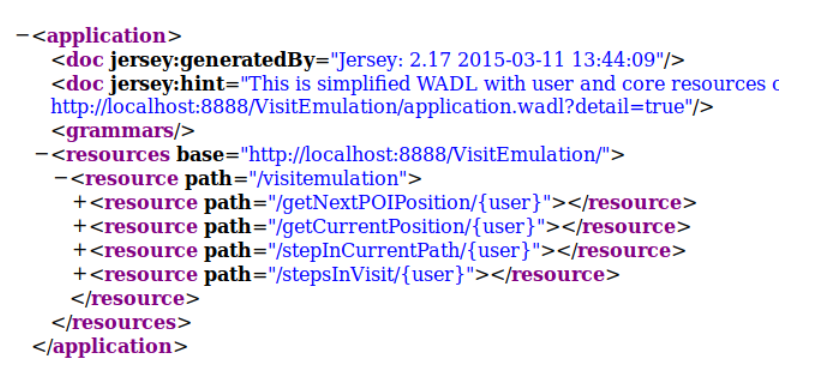 −<application>
<doc jersey:generatedBy="Jersey: 2.17 2015-03-11 13:44:09"/>
<doc jersey:hint="This is simplified WADL with user and core resources
http://localhost:8888/VisitEmulation/application.wadl?detail=true"/>
<grammars/>
−<resources base="http://localhost:8888/VisitEmulation/">
−<resource path="/visitemulation">
+<resource path="/getNextPOIPosition/{user}"></resource>
+<resource path="/getCurrentPosition/{user}"></resource>
+<resource path="/stepInCurrentPath/{user}"></resource>
+<resource path="/stepsInVisit/{user}"></resource>
</resource>
</resources>
</application>